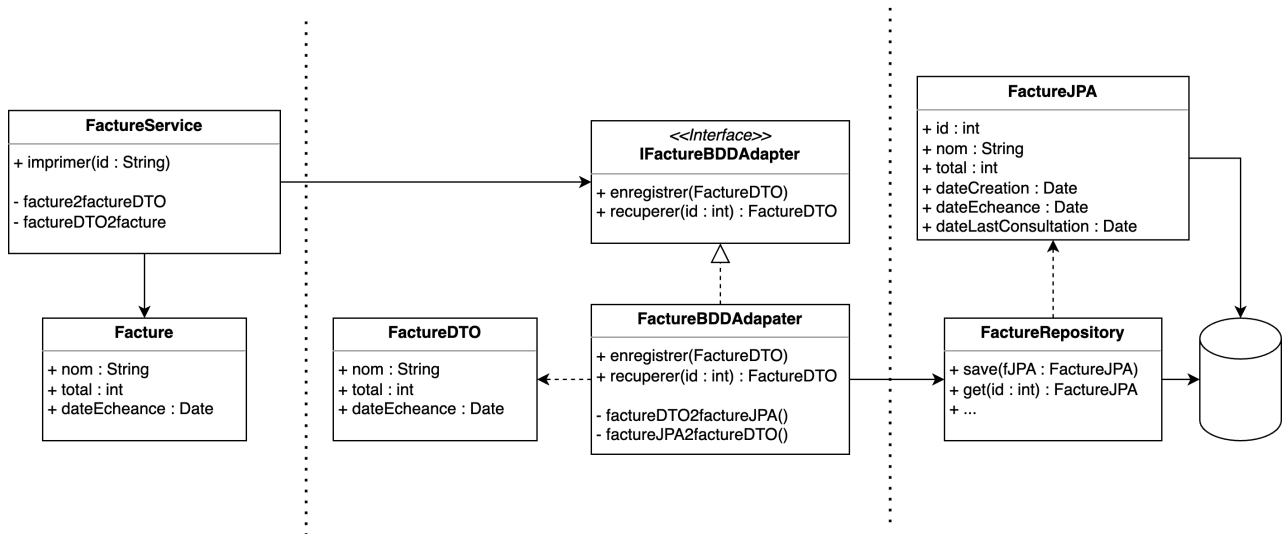 FactureService
+ imprimer(id : String)
- facture2factureDTO
- factureDTO2facture
Facture
+ nom : String
+ total : int
+ dateEcheance : Date
<<Interface>>
IFactureBDDAdapter
+ enregistrer(FactureDTO)
+ recuperer(id : int) : FactureDTO
FactureDTO
+ nom : String
+ total : int
+ dateEcheance : Date
FactureBDDAdapater
+ enregistrer(FactureDTO)
+ recuperer(id : int) : FactureDTO
- factureDTO2factureJPA()
- factureJPA2factureDTO()
FactureJPA
+ id : int
+ nom : String
+ total : int
+ dateCreation : Date
+ dateEcheance : Date
+ dateLastConsultation : Date
FactureRepository
+ save(fJPA : FactureJPA)
+ get(id : int) : FactureJPA
+ ...